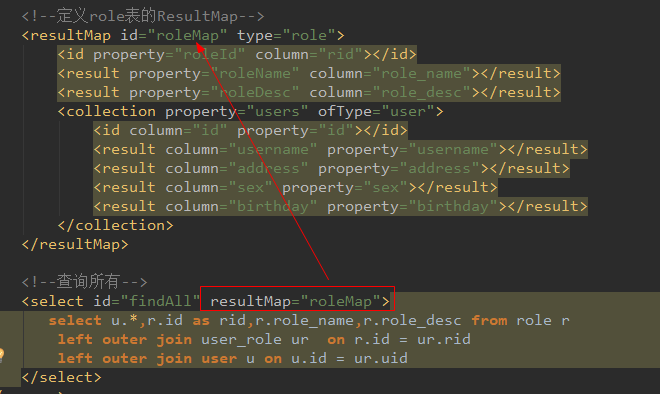 <!--定义role表的ResultMap-->
<resultMap id="roleMap" type="role">
<id property="roleId" column="rid"></id>
<result property="roleName" column="role_name"></result>
<result property="roleDesc" column="role_desc"></result>
<collection property="users" ofType="user">
<id column="id" property="id"></id>
<result column="username" property="username"></result>
<result column="address" property="address"></result>
<result column="sex" property="sex"></result>
<result column="birthday" property="birthday"></result>
</collection>
</resultMap>
<!--查询所有-->
<select id="findAll" resultMap="roleMap">
select u.*,r.id as rid,r.role_name,r.role_desc from role r
left outer join user_role ur  on r.id = ur.rid
left outer join user u on u.id = ur.uid
</select>